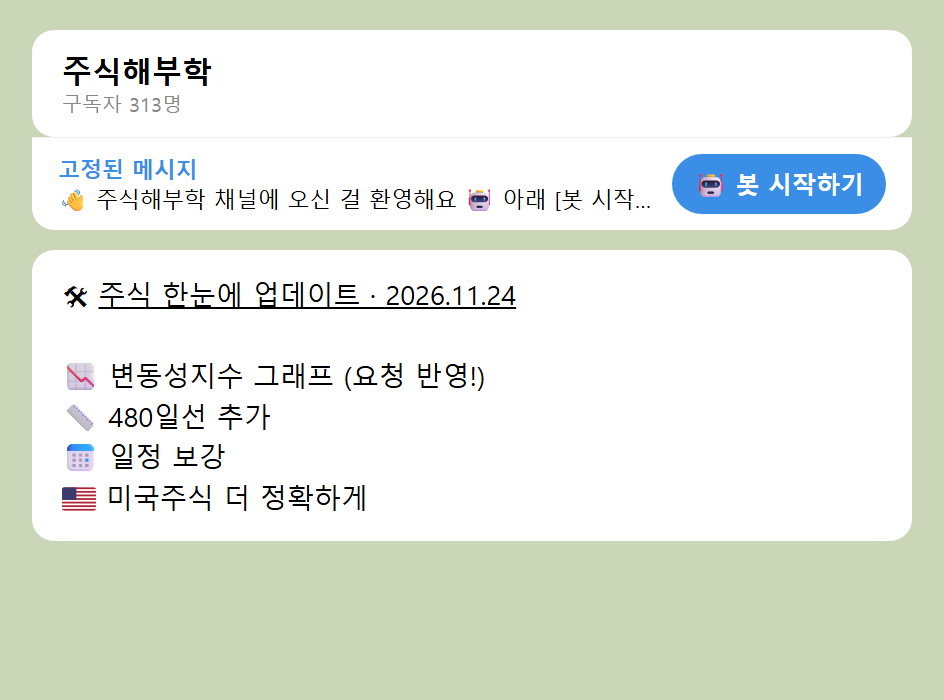 주식해부학
구독자 313명
고정된 메시지
👋 주식해부학 채널에 오신 걸 환영해요 🤖 아래 [봇 시작...
🤖 봇 시작하기
🛠 주식 한눈에 업데이트 · 2026.11.24
📉 변동성지수 그래프 (요청 반영!)
📏 480일선 추가
🗓 일정 보강
🇺🇸 미국주식 더 정확하게